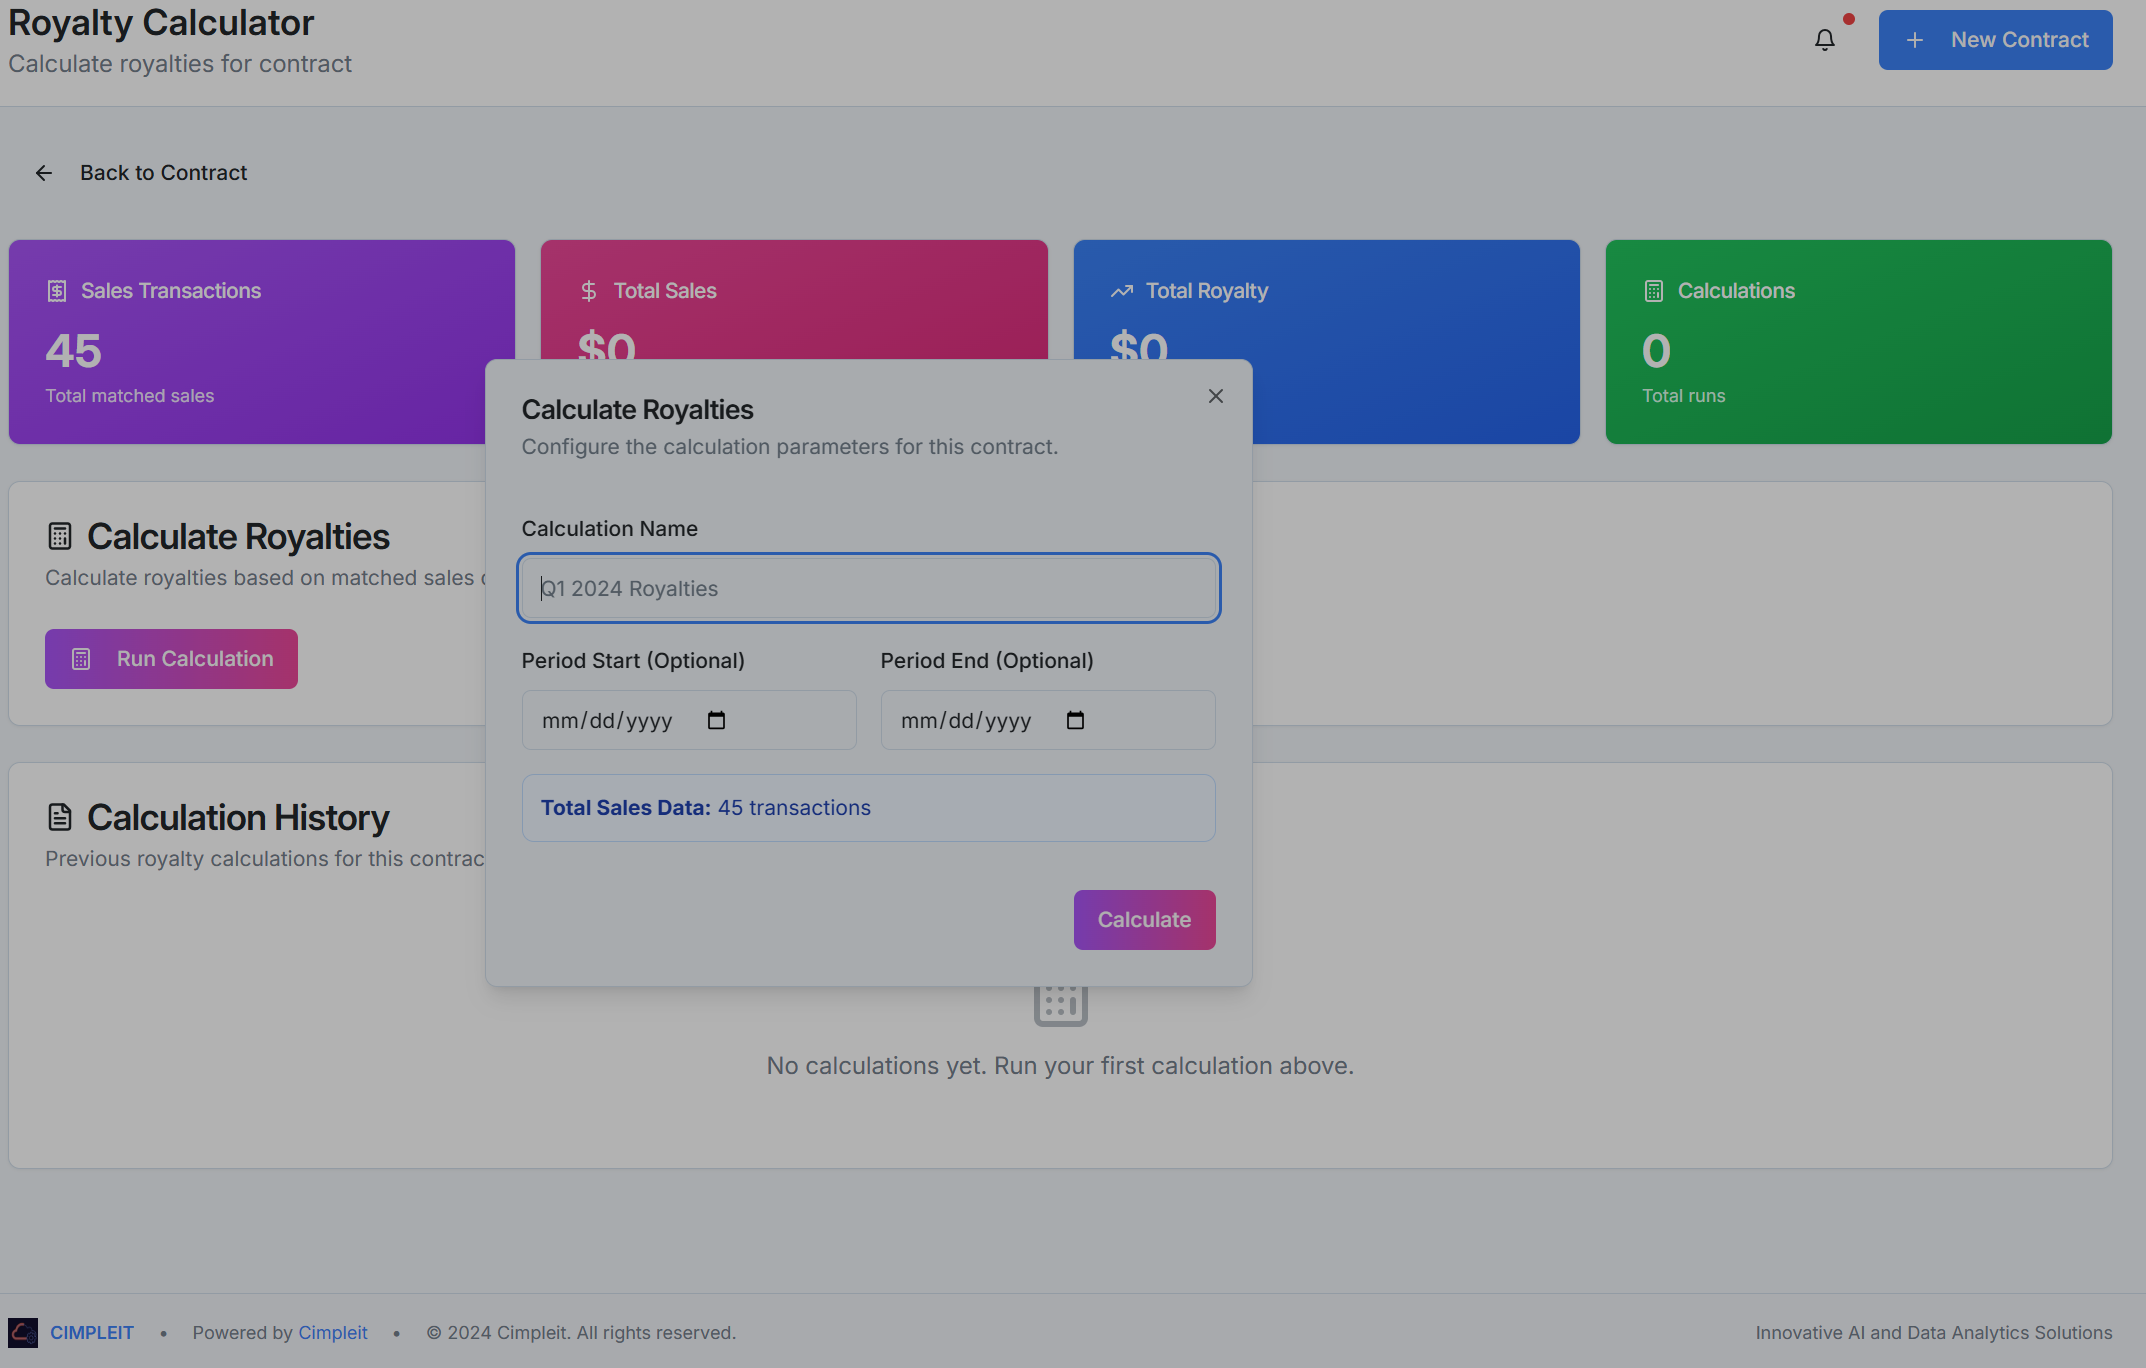 Royalty Calculator
Calculate royalties for contract
New Contract
Back to Contract
Sales Transactions
45
Total matched sales
Total Sales
$0
Total Royalty
$0
Calculations
0
Total runs
Calculate Royalties
Calculate royalties based on matched sales
Run Calculation
Calculation History
Previous royalty calculations for this contrac
Calculate Royalties
Configure the calculation parameters for this contract.
Calculation Name
Q1 2024 Royalties
Period Start (Optional)
Period End (Optional)
mm/dd/yyyy
mm/dd/yyyy
Total Sales Data: 45 transactions
Calculate
No calculations yet. Run your first calculation above.
CIMPLEIT • Powered by Cimpleit • © 2024 Cimpleit. All rights reserved.
Innovative AI and Data Analytics Solutions